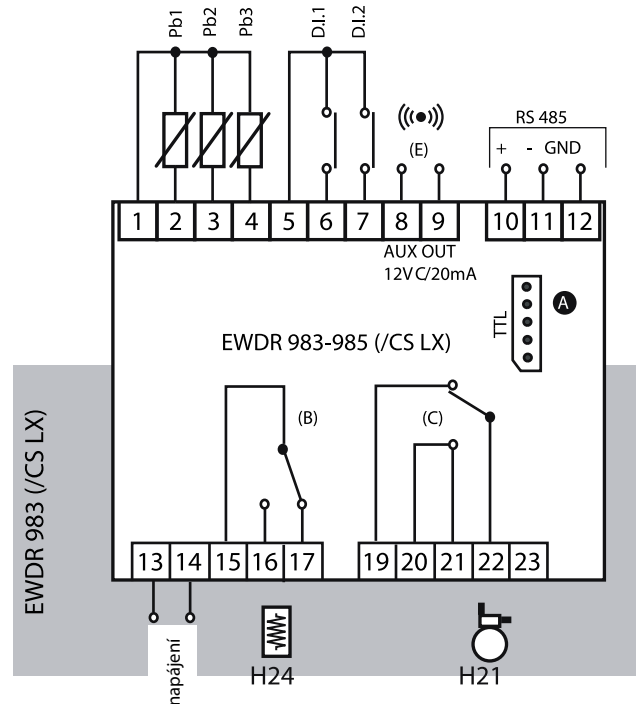 Pb1 Pb2 Pb3 D.I.1 D.I.2
RS 485
(E) + - GND
1 2 3 4 5 6 7 8 9 10 11 12
AUX OUT
12V C/20mA
A
TTL
EWDR 983-985 (/CS LX)
(B) (C)
EWDR 983 (/CS LX)
13 14 15 16 17 19 20 21 22 23
napájení
H24 H21